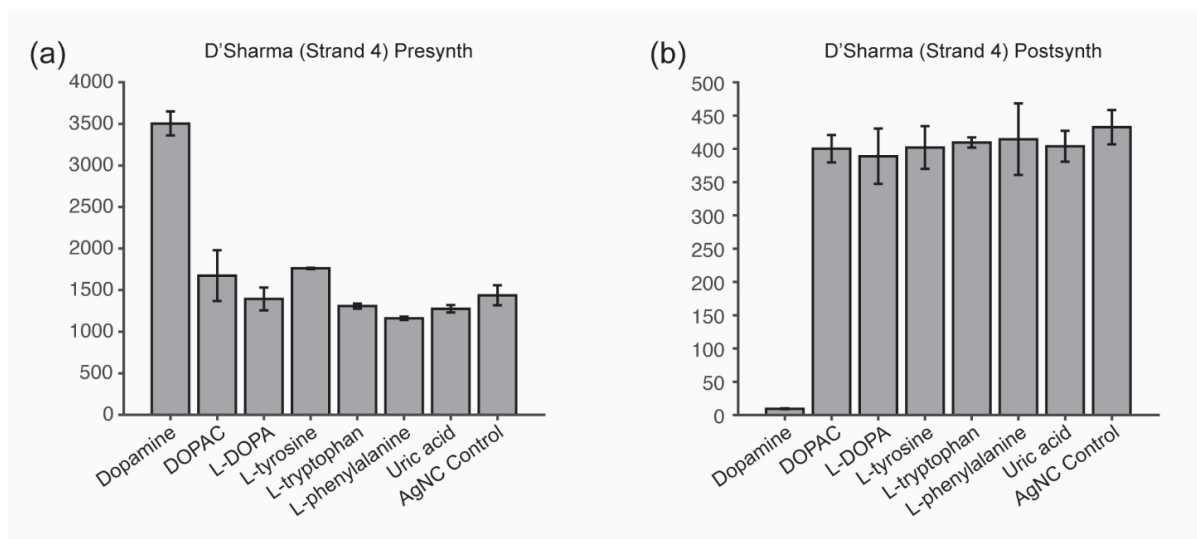 (a)
D'Sharma (Strand 4) Presynth
4000
3500
3000
2500
2000
1500
1000
500
0
Dopamine
DOPAC
L-DOPA
L-tyrosine
L-tryptophan
L-phenylalanine
Uric acid
AgNC Control
(b)
D'Sharma (Strand 4) Postsynth
500
450
400
350
300
250
200
150
100
50
0
Dopamine
DOPAC
L-DOPA
L-tyrosine
L-tryptophan
L-phenylalanine
Uric acid
AgNC Control